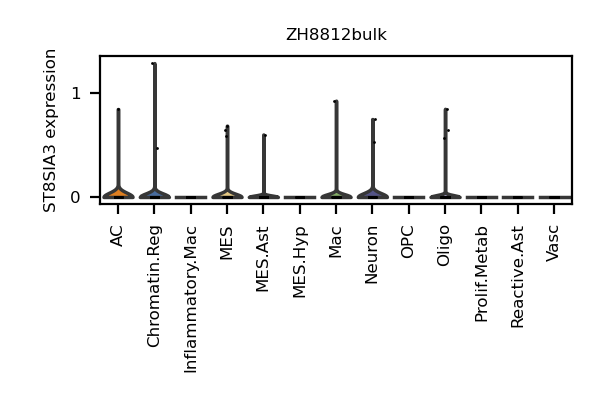 ZH8812bulk
ST8SIA3 expression
1
0
AC
Chromatin.Reg
Inflammatory.Mac
MES
MES.Ast
MES.Hyp
Mac
Neuron
OPC
Oligo
Prolif.Metab
Reactive.Ast
Vasc